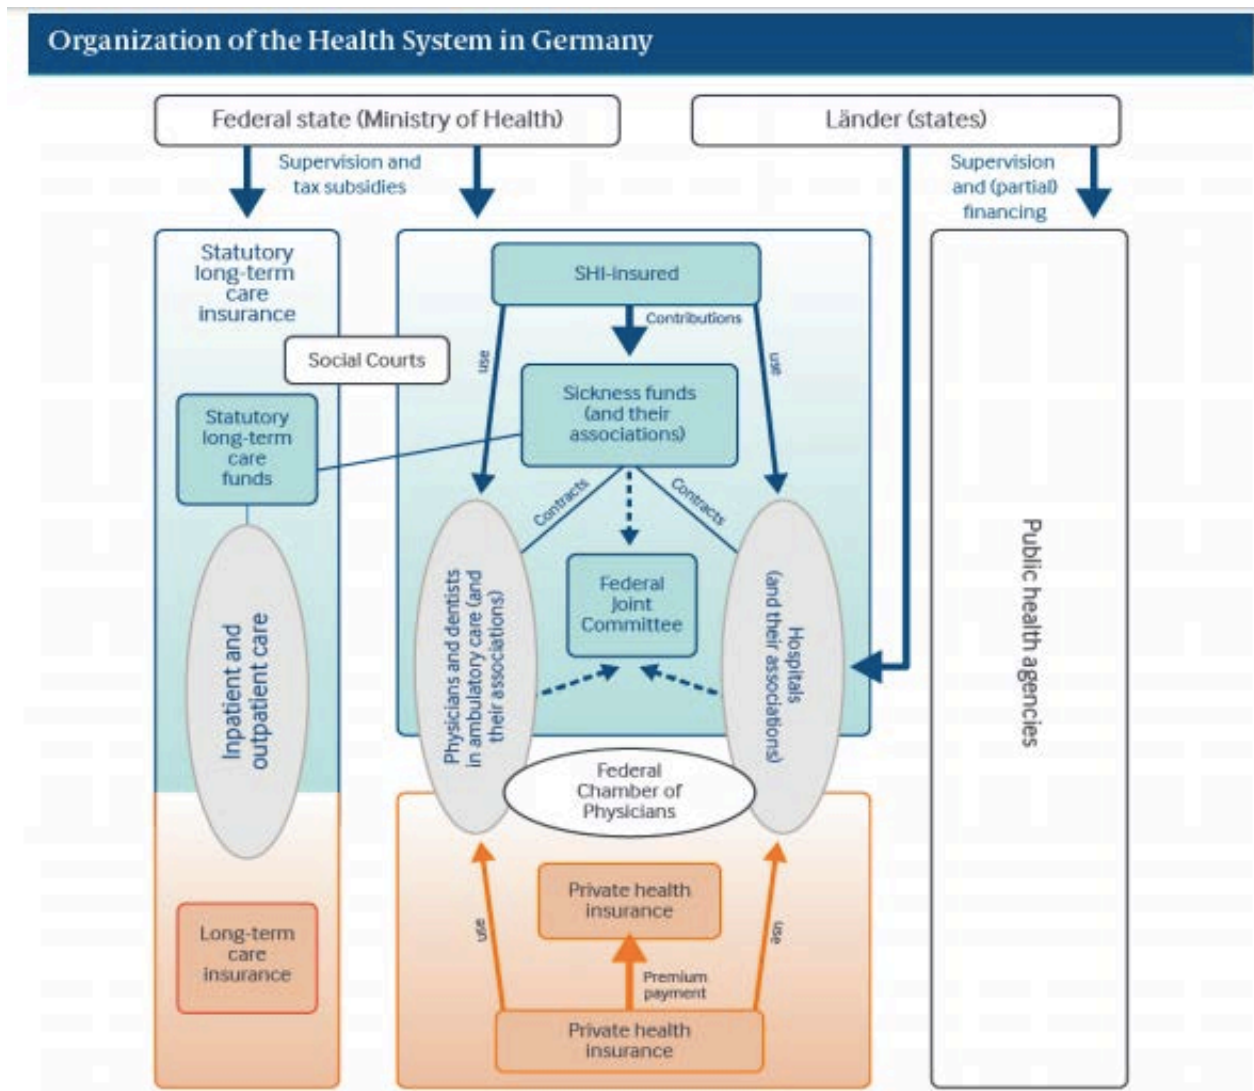 Organization of the Health System in Germany
Federal state (Ministry of Health)
Länder (states)
Supervision and
tax subsidies
Supervision
and (partial)
financing
Statutory
long-term
care
insurance
SHI-insured
Contributions
use
use
Social Courts
Sickness funds
(and their
associations)
Statutory
long-term
care
funds
Contracts
Contracts
Federal
Joint
Committee
Inpatient and
outpatient care
Physicians and dentists
in ambulatory care (and
their associations)
Hospitals
(and their associations)
Public health agencies
Federal
Chamber of
Physicians
Private health
insurance
use
use
Long-term
care
insurance
Premium
payment
Private health
insurance